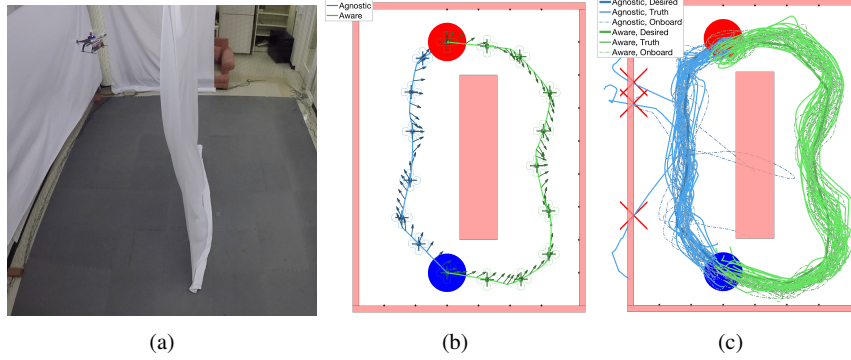 Agnostic
Aware
Agnostic, Desired
Agnostic, Truth
Agnostic, Onboard
Aware, Desired
Aware, Truth
Aware, Onboard
(a)
(b)
(c)